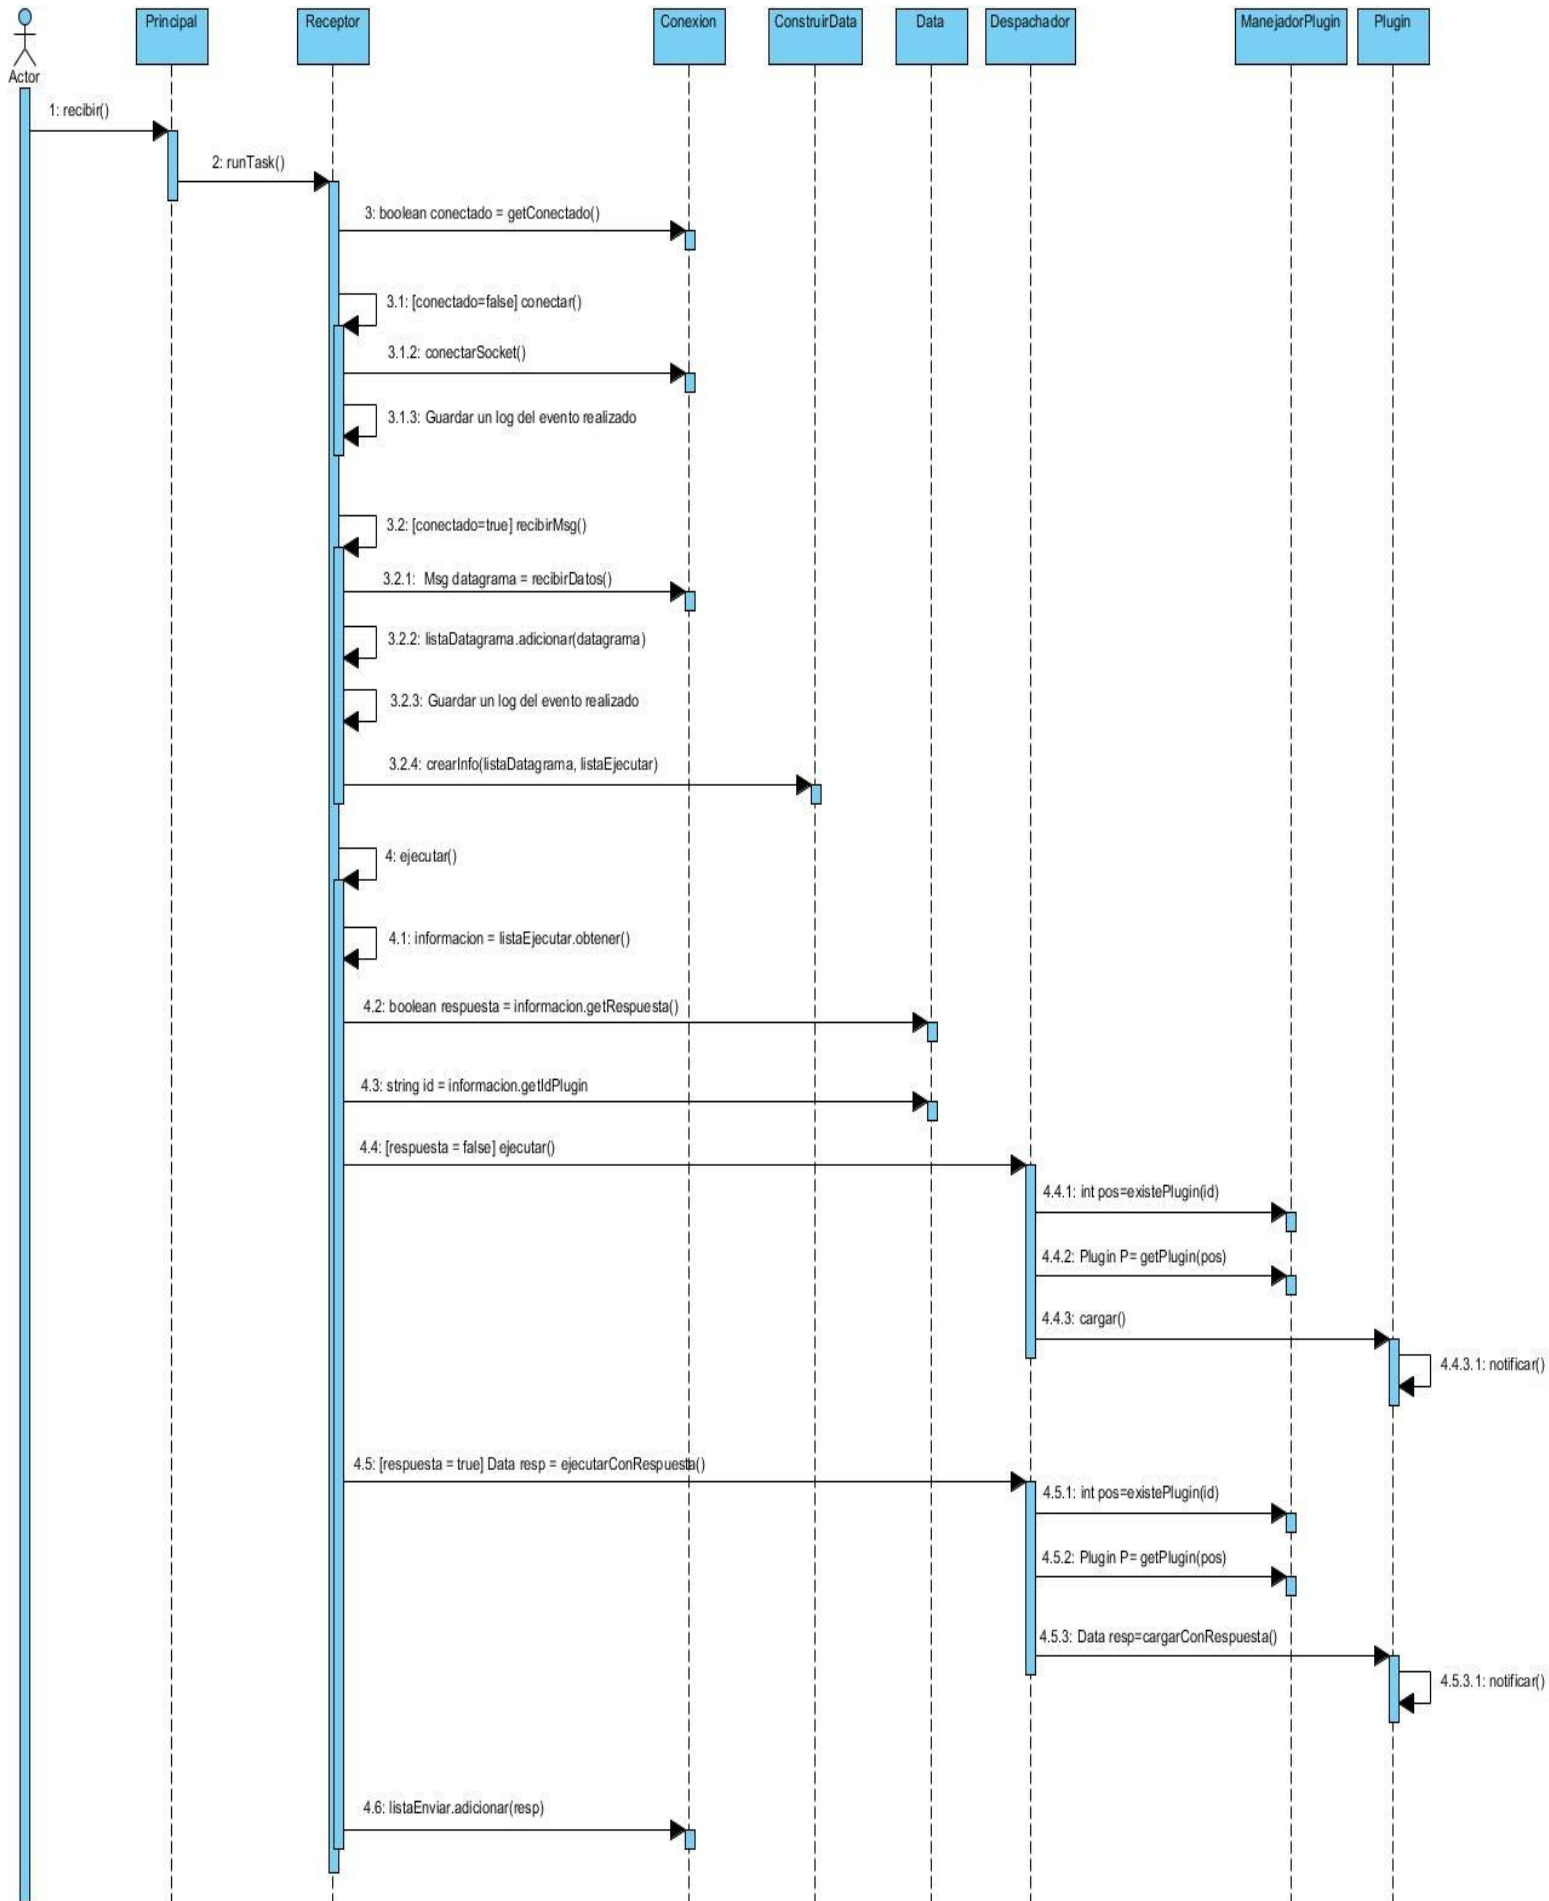 Principal
Receptor
Conexion
ConstruirData
Data
Despachador
ManejadorPlugin
Plugin
Actor
1: recibir()
2: runTask()
3: boolean conectado = getConectado()
3.1: [conectado=false] conectar()
3.1.2: conectarSocket()
3.1.3: Guardar un log del evento realizado
3.2: [conectado=true] recibirMsg()
3.2.1: Msg datagrama = recibirDatos()
3.2.2: listaDatagrama.adicionar(datagrama)
3.2.3: Guardar un log del evento realizado
3.2.4: crearInfo(listaDatagrama, listaEjecutar)
4: ejecutar()
4.1: informacion = listaEjecutar.obtener()
4.2: boolean respuesta = informacion.getRespuesta()
4.3: string id = informacion.getIdPlugin
4.4: [respuesta = false] ejecutar()
4.4.1: int pos=existePlugin(id)
4.4.2: Plugin P= getPlugin(pos)
4.4.3: cargar()
4.4.3.1: notificar()
4.5: [respuesta = true] Data resp = ejecutarConRespuesta()
4.5.1: int pos=existePlugin(id)
4.5.2: Plugin P= getPlugin(pos)
4.5.3: Data resp=cargarConRespuesta()
4.5.3.1: notificar()
4.6: listaEnviar.adicionar(resp)